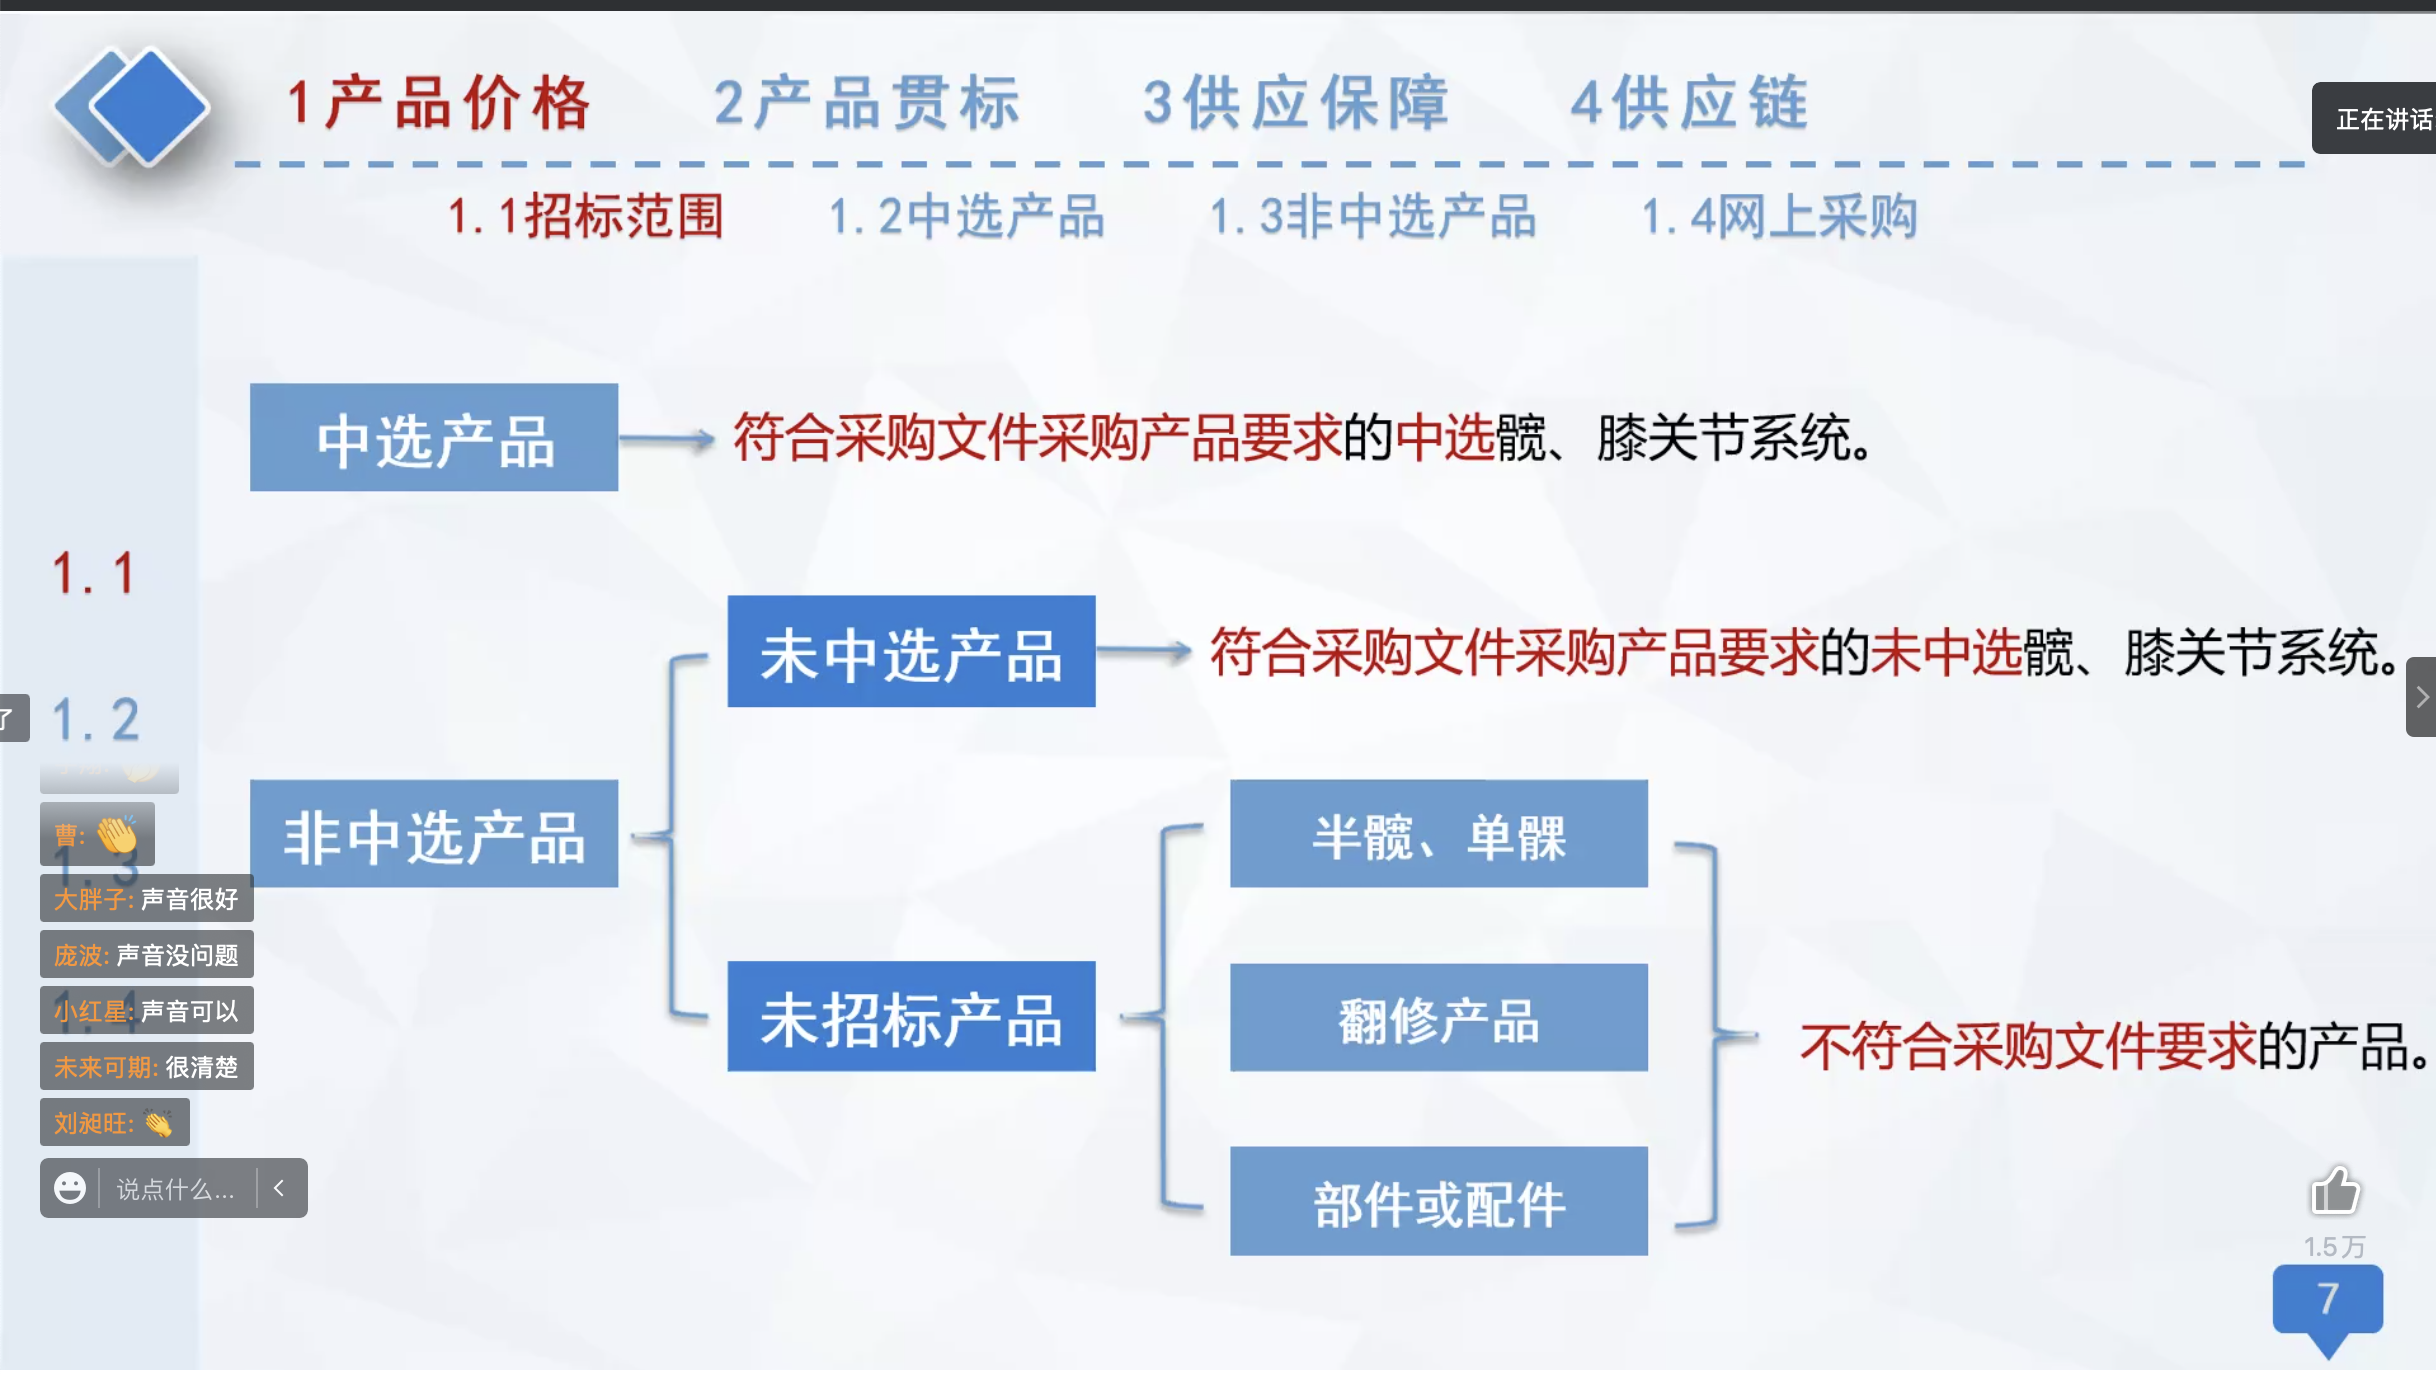 1产品价格 2产品贯标 3供应保障 4供应链
正在讲话
1.1招标范围 1.2中选产品 1.3非中选产品 1.4网上采购
中选产品 符合采购文件采购产品要求的中选髋、膝关节系统。
1.1
未中选产品 符合采购文件采购产品要求的未中选髋、膝关节系统。
1.2
了
非中选产品
半髋、单髁
曹:
1.3
大胖子: 声音很好
庞波: 声音没问题
未招标产品
翻修产品
不符合采购文件要求的产品。
1.4
小红星: 声音可以
未来可期: 很清楚
刘昶旺:
部件或配件
说点什么...
1.5万
7